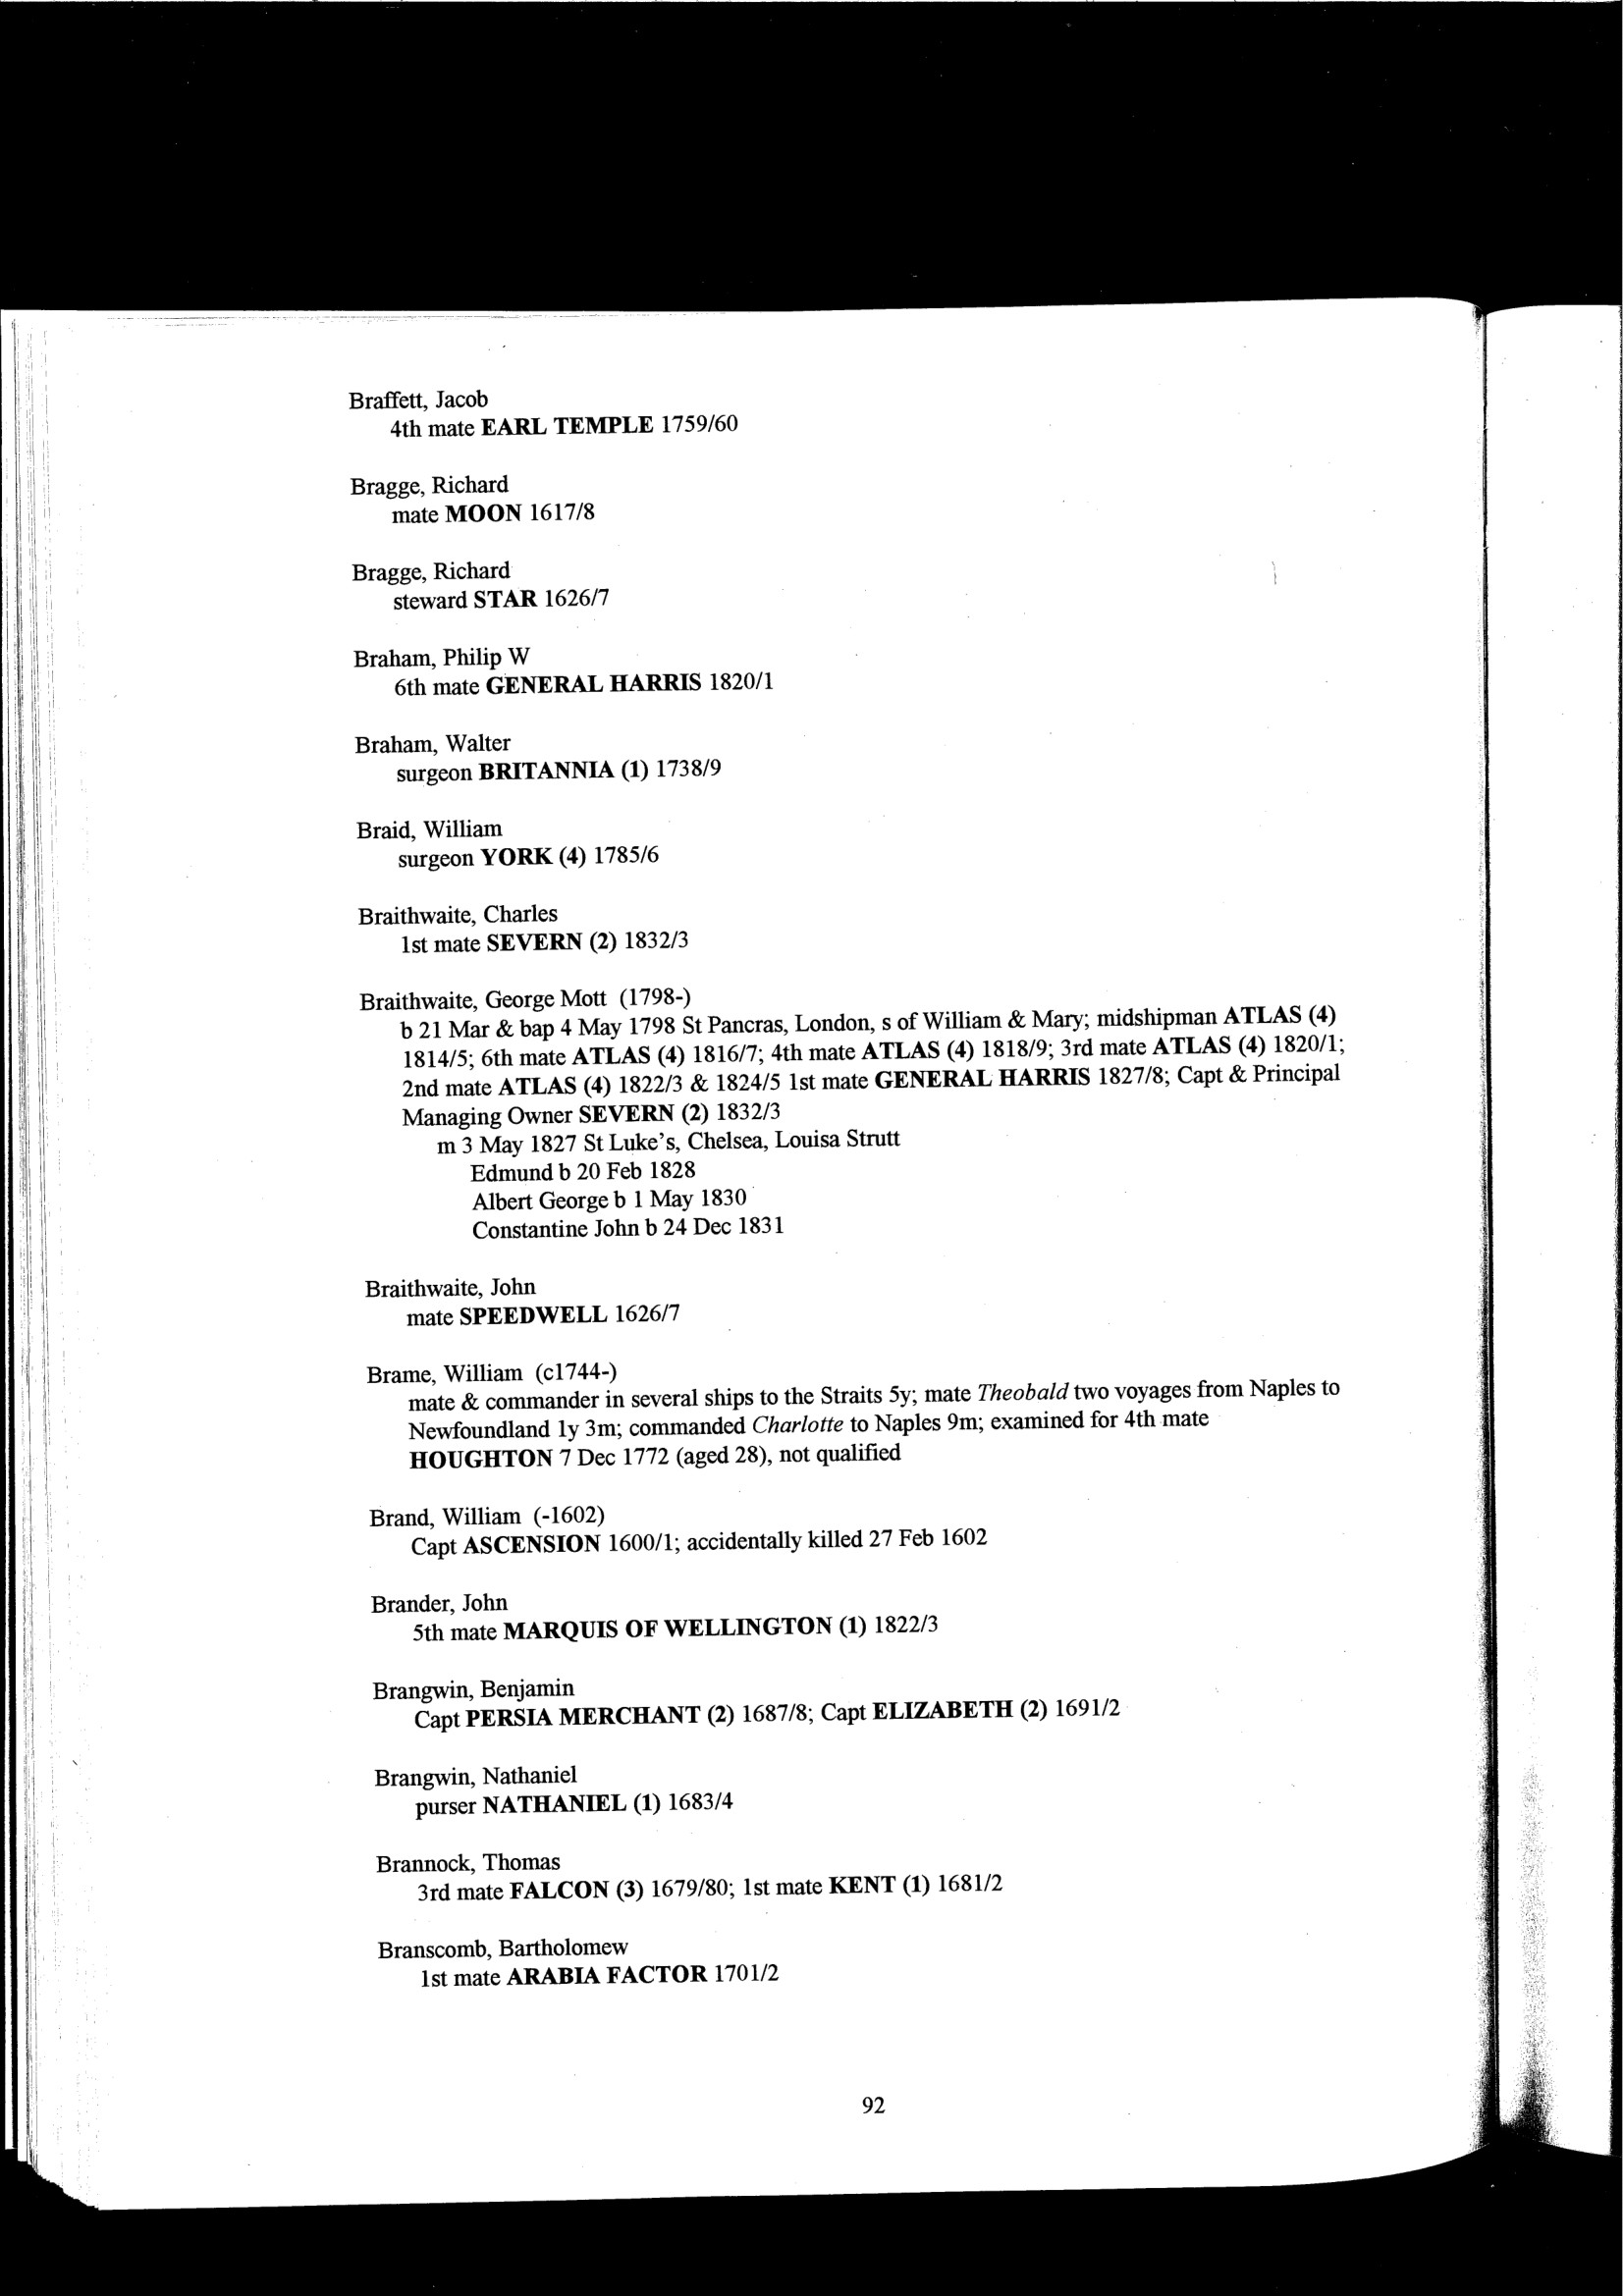 Braffett, Jacob
4th mate EARL TEMPLE 1759/60
Bragge, Richard
mate MOON 1617/8
Bragge, Richard
steward STAR 1626/7
Braham, Philip W
6th mate GENERAL HARRIS 1820/1
Braham, Walter
surgeon BRITANNIA (1) 1738/9
Braid, William
surgeon YORK (4) 1785/6
Braithwaite, Charles
1st mate SEVERN (2) 1832/3
Braithwaite, George Mott (1798-)
b 21 Mar & bap 4 May 1798 St Pancras, London, s of William & Mary; midshipman ATLAS (4)
1814/5; 6th mate ATLAS (4) 1816/7; 4th mate ATLAS (4) 1818/9; 3rd mate ATLAS (4) 1820/1;
2nd mate ATLAS (4) 1822/3 & 1824/5 1st mate GENERAL HARRIS 1827/8; Capt & Principal
Managing Owner SEVERN (2) 1832/3
m 3 May 1827 St Luke's, Chelsea, Louisa Strutt
Edmund b 20 Feb 1828
Albert George b 1 May 1830
Constantine John b 24 Dec 1831
Braithwaite, John
mate SPEEDWELL 1626/7
Brame, William (c1744-)
mate & commander in several ships to the Straits 5y; mate Theobald two voyages from Naples to
Newfoundland 1y 3m; commanded Charlotte to Naples 9m; examined for 4th mate
HOUGHTON 7 Dec 1772 (aged 28), not qualified
Brand, William (-1602)
Capt ASCENSION 1600/1; accidentally killed 27 Feb 1602
Brander, John
5th mate MARQUIS OF WELLINGTON (1) 1822/3
Brangwin, Benjamin
Capt PERSIA MERCHANT (2) 1687/8; Capt ELIZABETH (2) 1691/2
Brangwin, Nathaniel
purser NATHANIEL (1) 1683/4
Brannock, Thomas
3rd mate FALCON (3) 1679/80; 1st mate KENT (1) 1681/2
Branscomb, Bartholomew
1st mate ARABIA FACTOR 1701/2
92